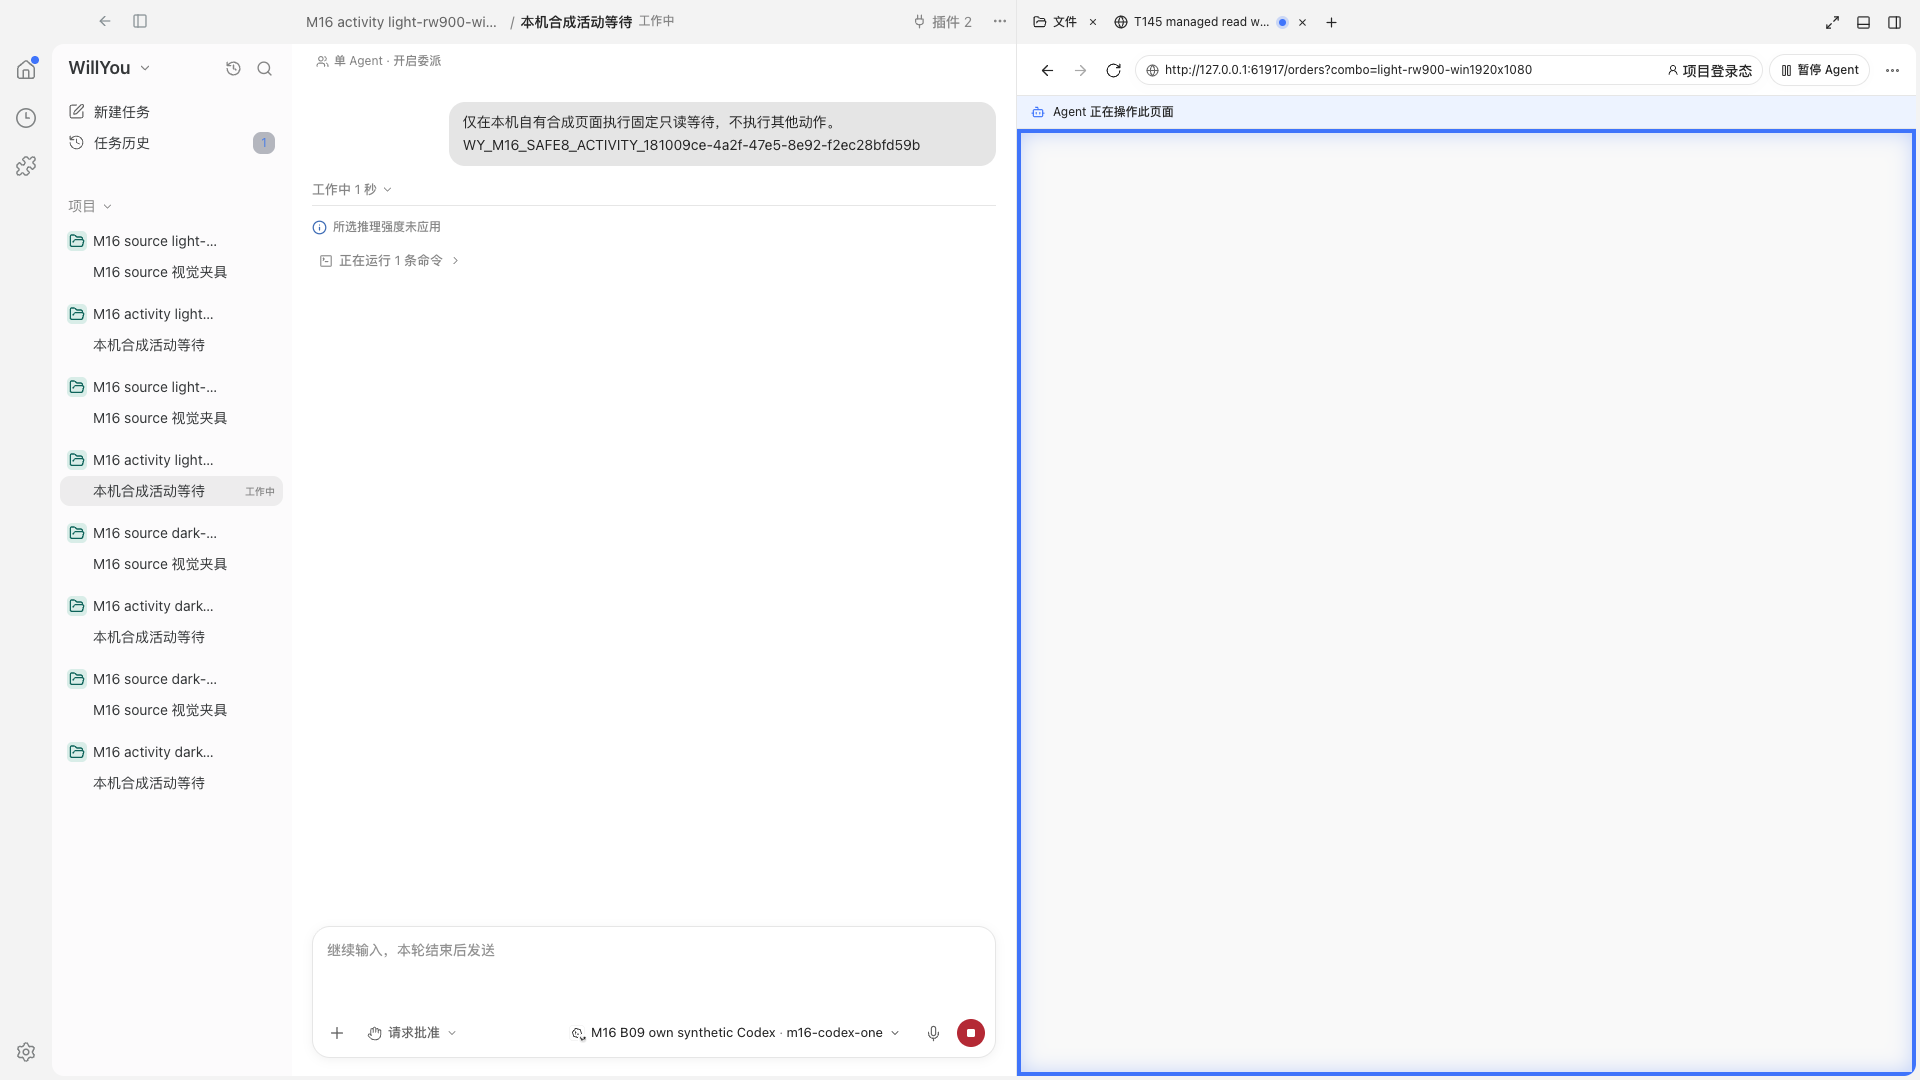 M16 activity light-rw900-wi... / 本机合成活动等待 工作中
插件 2
文件
T145 managed read w...
WillYou
新建任务
任务历史
1
项目
M16 source light-...
M16 source 视觉夹具
M16 activity light...
本机合成活动等待
M16 source light-...
M16 source 视觉夹具
M16 activity light...
本机合成活动等待 工作中
M16 source dark-...
M16 source 视觉夹具
M16 activity dark...
本机合成活动等待
M16 source dark-...
M16 source 视觉夹具
M16 activity dark...
本机合成活动等待
单 Agent · 开启委派
仅在本机自有合成页面执行固定只读等待，不执行其他动作。
WY_M16_SAFE8_ACTIVITY_181009ce-4a2f-47e5-8e92-f2ec28bfd59b
工作中 1 秒
所选推理强度未应用
正在运行 1 条命令
继续输入，本轮结束后发送
请求批准
M16 B09 own synthetic Codex · m16-codex-one
http://127.0.0.1:61917/orders?combo=light-rw900-win1920x1080
项目登录态
暂停 Agent
Agent 正在操作此页面